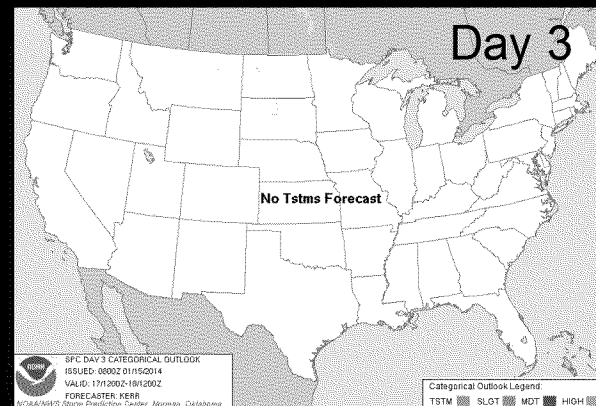 Day 3
No Tstms Forecast
NOAA
SPC DAY 3 CATEGORICAL OUTLOOK
ISSUED: 0800Z 01/15/2014
VALID: 17/1200Z-18/1200Z
FORECASTER: KERR
NOAA/NWS Storm Prediction Center, Norman, Oklahoma
Categorical Outlook Legend:
TSTM SLGT MDT HIGH